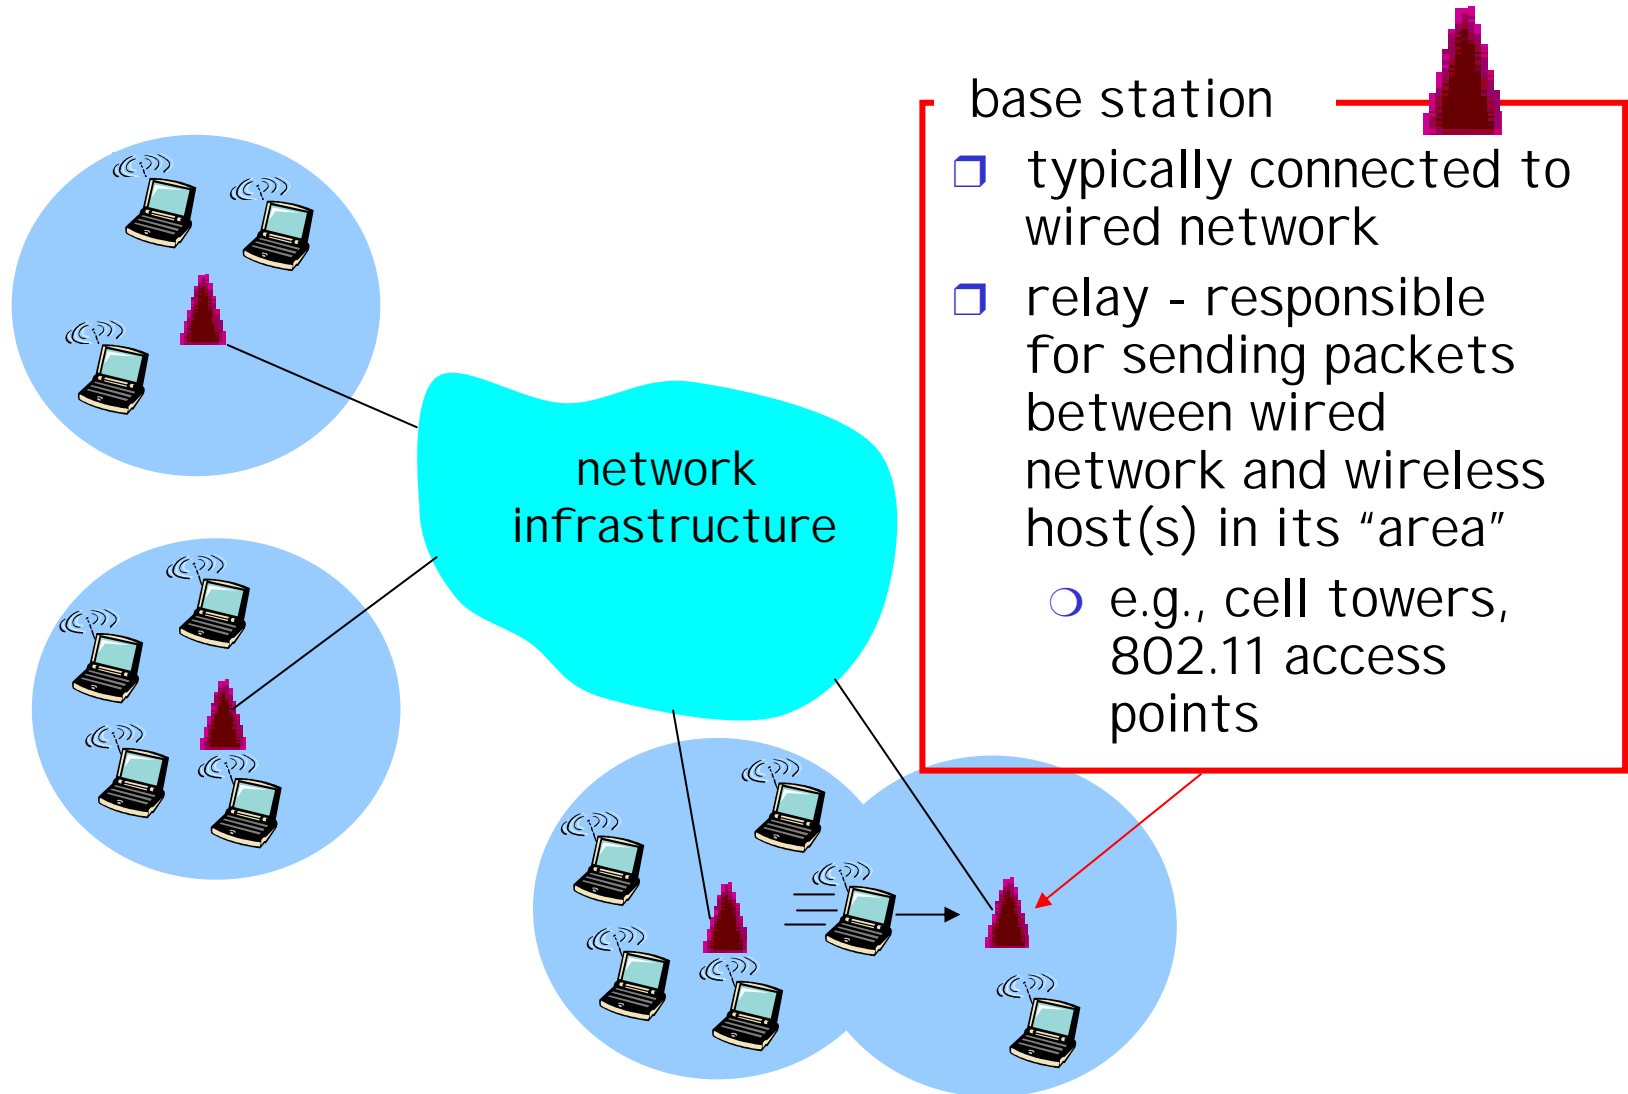 base station
❒ typically connected to
wired network
❒ relay - responsible
for sending packets
between wired
network and wireless
host(s) in its “area”
❍ e.g., cell towers,
802.11 access
points
network
infrastructure